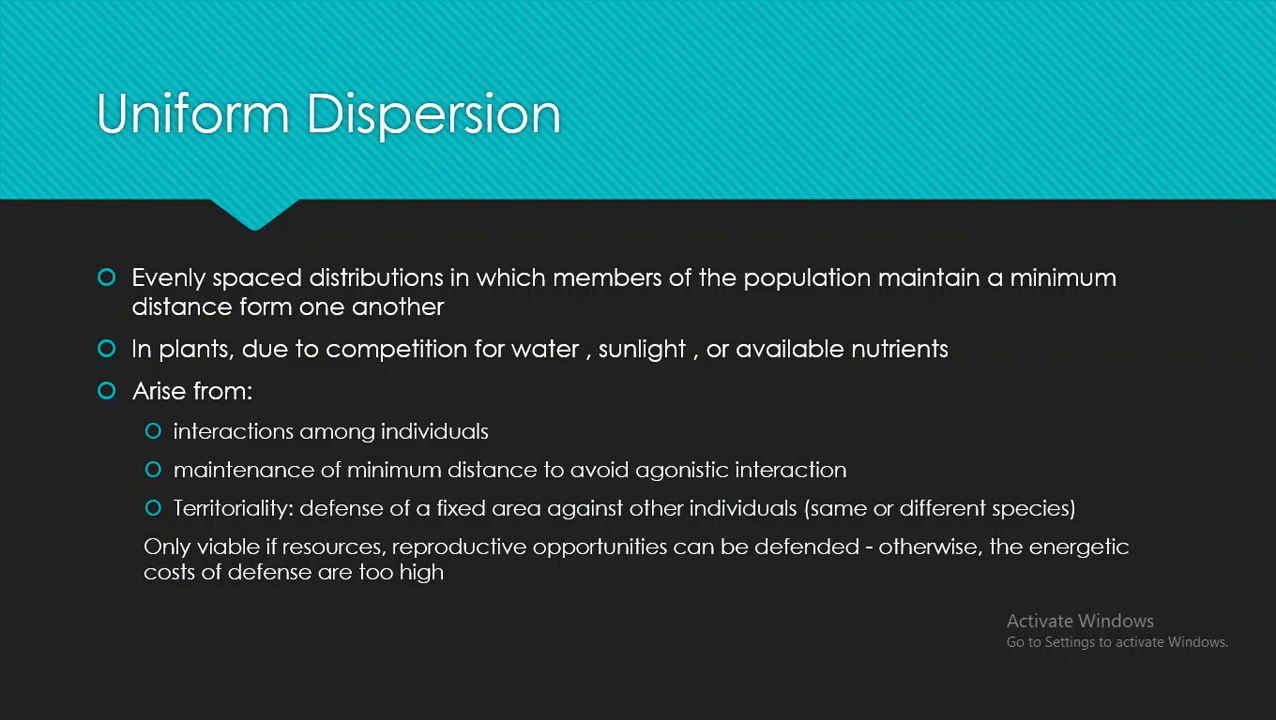 Uniform Dispersion
Evenly spaced distributions in which members of the population maintain a minimum
distance form one another
In plants, due to competition for water , sunlight , or available nutrients
Arise from:
interactions among individuals
maintenance of minimum distance to avoid agonistic interaction
Territoriality: defense of a fixed area against other individuals (same or different species)
Only viable if resources, reproductive opportunities can be defended - otherwise, the energetic
costs of defense are too high
Activate Windows
Go to Settings to activate Windows.